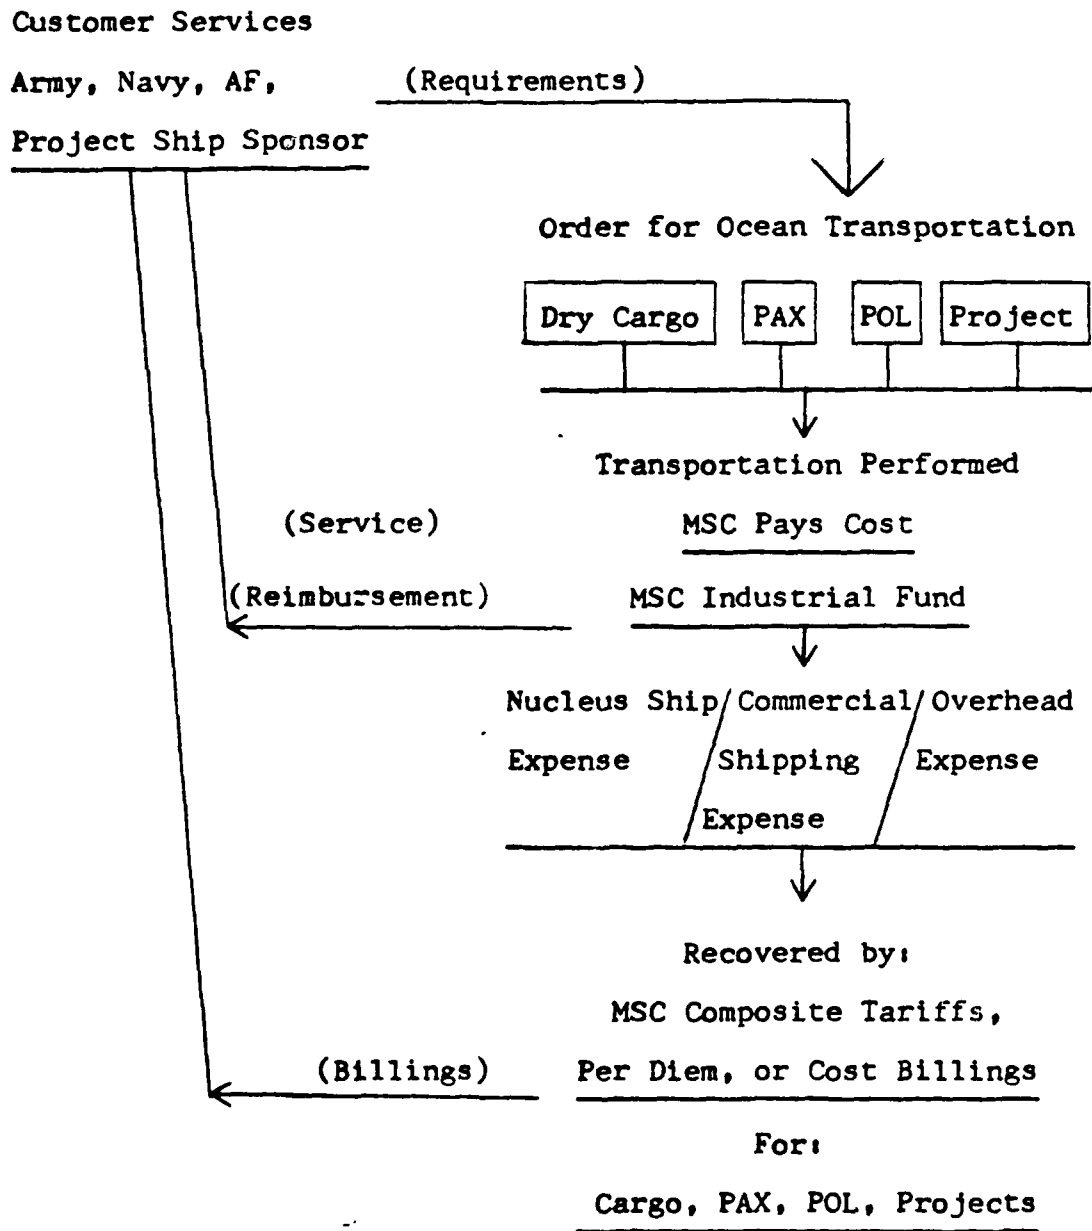 Customer Services
Army, Navy, AF,
(Requirements)
Project Ship Sponsor
Order for Ocean Transportation
Dry Cargo PAX POL Project
Transportation Performed
(Service) MSC Pays Cost
(Reimbursement) MSC Industrial Fund
Nucleus Ship / Commercial / Overhead
Expense Shipping Expense
Expense
Recovered by:
MSC Composite Tariffs,
(Billings) Per Diem, or Cost Billings
For:
Cargo, PAX, POL, Projects